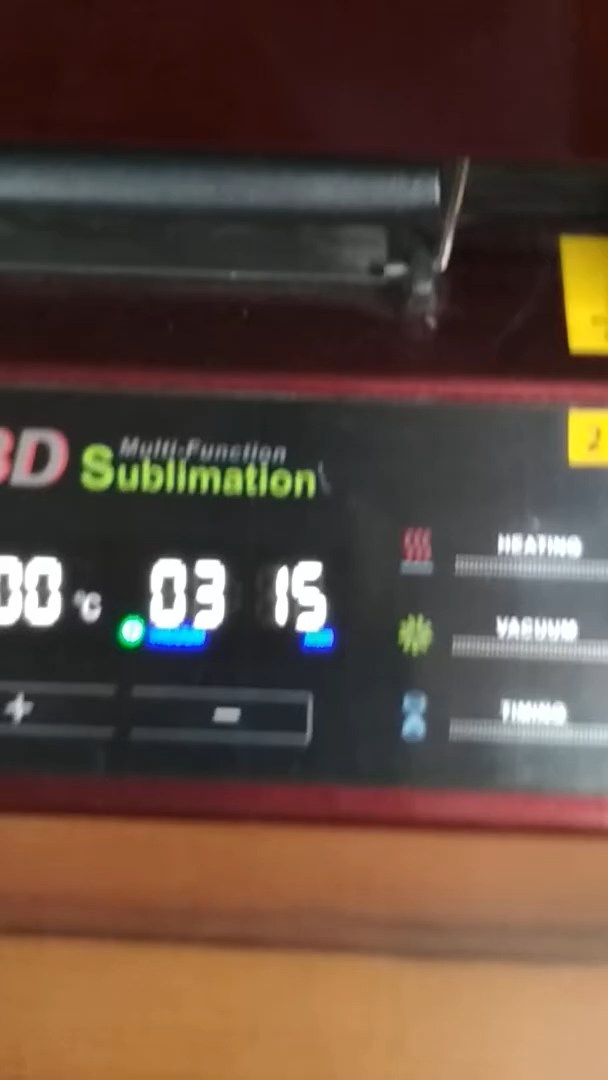 3D Multi-Function
Sublimation
00 °C 03 15
HEATING
VACUUM
TIMING
+ -